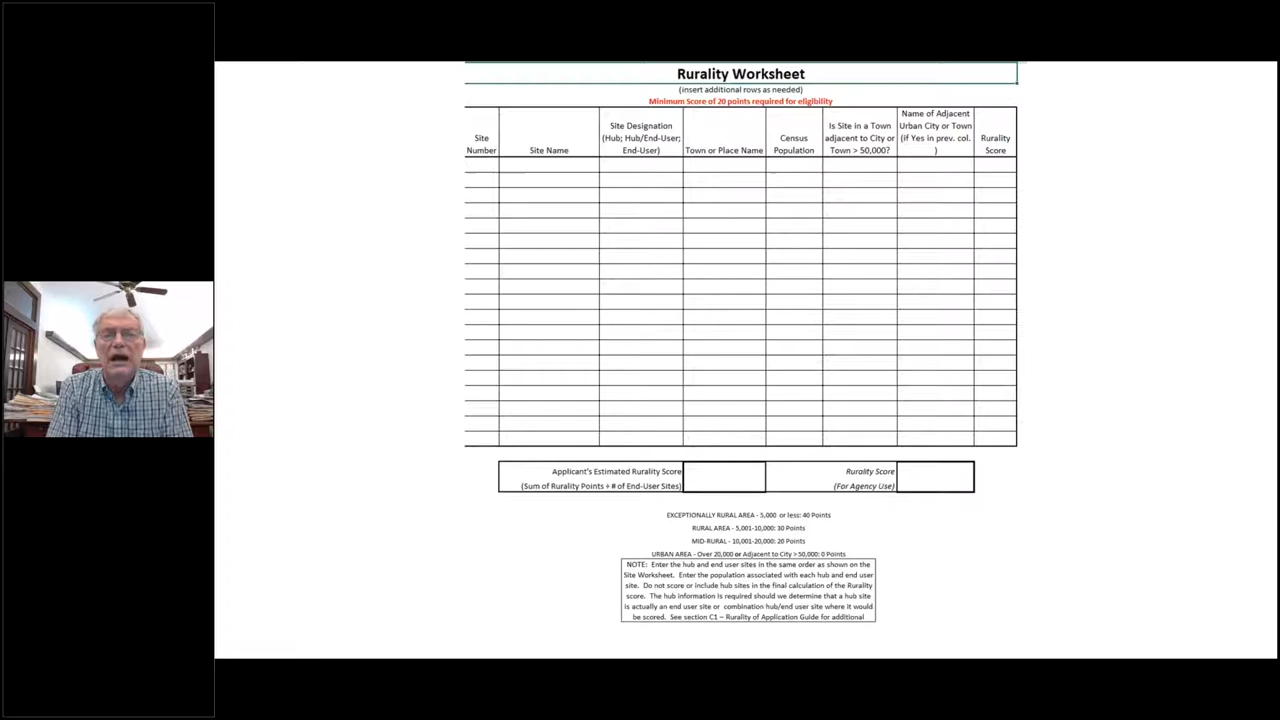 Rurality Worksheet
(insert additional rows as needed)
Minimum Score of 20 points required for eligibility
Site Number
Site Name
Site Designation (Hub; Hub/End-User; End-User)
Town or Place Name
Census Population
Is Site in a Town adjacent to City or Town > 50,000?
Name of Adjacent Urban City or Town (if Yes in prev. col. )
Rurality Score
Applicant's Estimated Rurality Score
(Sum of Rurality Points ÷ # of End-User Sites)
Rurality Score
(For Agency Use)
EXCEPTIONALLY RURAL AREA - 5,000 or less: 40 Points
RURAL AREA - 5,001-10,000: 30 Points
MID-RURAL - 10,001-20,000: 20 Points
URBAN AREA - Over 20,000 or Adjacent to City > 50,000: 0 Points
NOTE: Enter the hub and end user sites in the same order as shown on the
Site Worksheet. Enter the population associated with each hub and end user
site. Do not score or include hub sites in the final calculation of the Rurality
score. The hub information is required should we determine that a hub site
is actually an end user site or combination hub/end user site where it would
be scored. See section C1 – Rurality of Application Guide for additional